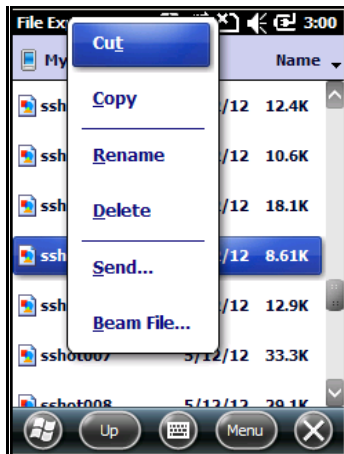 File Ex 3:00
My Name
Cut
Copy
Rename
Delete
Send...
Beam File...
ssh /12 12.4K
ssh /12 10.6K
ssh /12 18.1K
ssh /12 8.61K
ssh /12 12.9K
sshot007 5/12/12 33.3K
sshot008 5/12/12 29.1K
Up Menu